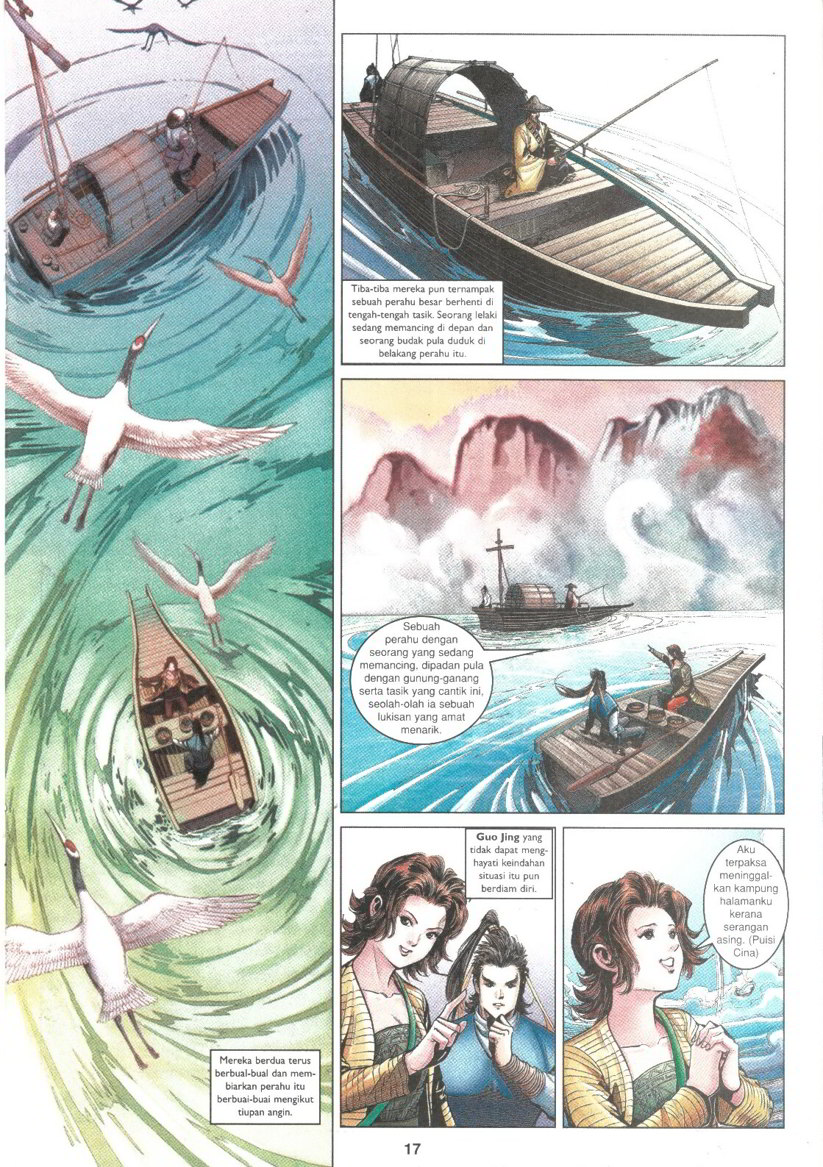 Mereka berdua terus
berbual-bual dan mem-
biarkan perahu itu
berbuai-buai mengikut
tiupan angin.
Tiba-tiba mereka pun ternampak
sebuah perahu besar berhenti di
tengah-tengah tasik. Seorang lelaki
sedang memancing di depan dan
seorang budak pula duduk di
belakang perahu itu.
Sebuah
perahu dengan
seorang yang sedang
memancing, dipadan pula
dengan gunung-ganang
serta tasik yang cantik ini,
seolah-olah ia sebuah
lukisan yang amat
menarik.
Guo Jing yang
tidak dapat meng-
hayati keindahan
situasi itu pun
berdiam diri.
Aku
terpaksa
meninggal-
kan kampung
halamanku
kerana
serangan
asing. (Puisi
Cina)
17